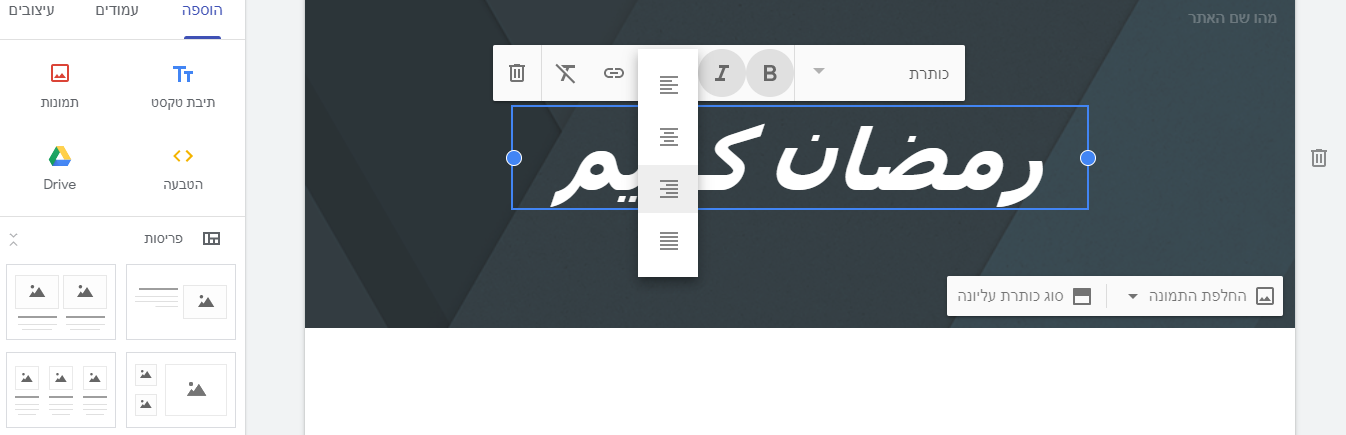 הוספה
עמודים
עיצובים
תיבת טקסט
תמונות
הטבעה
Drive
פריסות
מהו שם האתר
כותרת
B
I
رمضان
החלפת התמונה
סוג כותרת עליונה